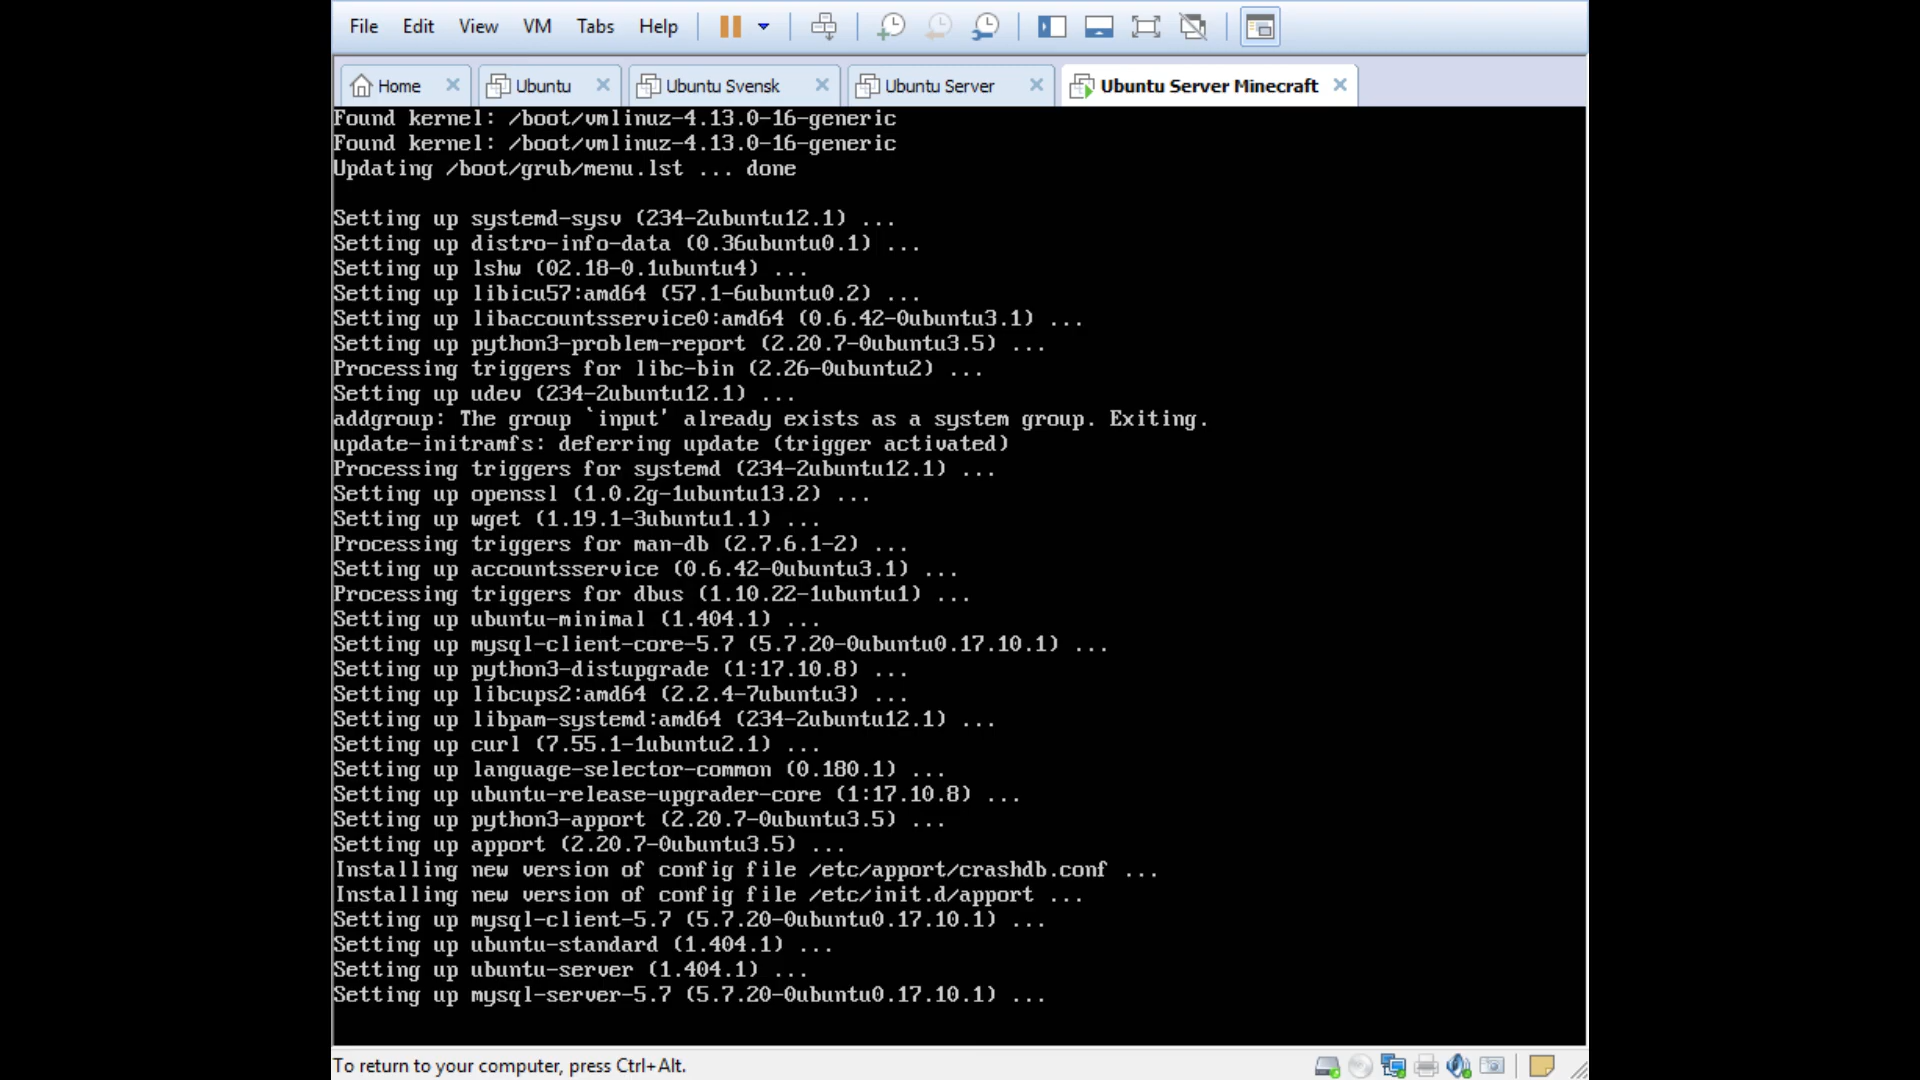 File Edit View VM Tabs Help
Home Ubuntu Ubuntu Svensk Ubuntu Server Ubuntu Server Minecraft
Found kernel: /boot/vmlinuz-4.13.0-16-generic
Found kernel: /boot/vmlinuz-4.13.0-16-generic
Updating /boot/grub/menu.lst ... done
Setting up systemd-sysv (234-2ubuntu12.1) ...
Setting up distro-info-data (0.36ubuntu0.1) ...
Setting up lshw (02.18-0.1ubuntu4) ...
Setting up libicu57:amd64 (57.1-6ubuntu0.2) ...
Setting up libaccountsservice0:amd64 (0.6.42-0ubuntu3.1) ...
Setting up python3-problem-report (2.20.7-0ubuntu3.5) ...
Processing triggers for libc-bin (2.26-0ubuntu2) ...
Setting up udev (234-2ubuntu12.1) ...
addgroup: The group `input' already exists as a system group. Exiting.
update-initramfs: deferring update (trigger activated)
Processing triggers for systemd (234-2ubuntu12.1) ...
Setting up openssl (1.0.2g-1ubuntu13.2) ...
Setting up wget (1.19.1-3ubuntu1.1) ...
Processing triggers for man-db (2.7.6.1-2) ...
Setting up accountsservice (0.6.42-0ubuntu3.1) ...
Processing triggers for dbus (1.10.22-1ubuntu1) ...
Setting up ubuntu-minimal (1.404.1) ...
Setting up mysql-client-core-5.7 (5.7.20-0ubuntu0.17.10.1) ...
Setting up python3-distupgrade (1:17.10.8) ...
Setting up libcups2:amd64 (2.2.4-7ubuntu3) ...
Setting up libpam-systemd:amd64 (234-2ubuntu12.1) ...
Setting up curl (7.55.1-1ubuntu2.1) ...
Setting up language-selector-common (0.180.1) ...
Setting up ubuntu-release-upgrader-core (1:17.10.8) ...
Setting up python3-apport (2.20.7-0ubuntu3.5) ...
Setting up apport (2.20.7-0ubuntu3.5) ...
Installing new version of config file /etc/apport/crashdb.conf ...
Installing new version of config file /etc/init.d/apport ...
Setting up mysql-client-5.7 (5.7.20-0ubuntu0.17.10.1) ...
Setting up ubuntu-standard (1.404.1) ...
Setting up ubuntu-server (1.404.1) ...
Setting up mysql-server-5.7 (5.7.20-0ubuntu0.17.10.1) ...
To return to your computer, press Ctrl+Alt.